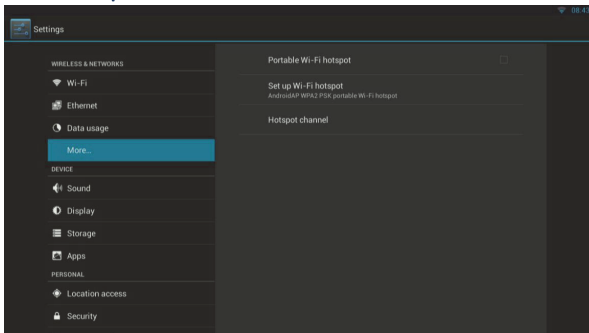 08:43
Settings
WIRELESS & NETWORKS
Wi-Fi
Ethernet
Data usage
More...
DEVICE
Sound
Display
Storage
Apps
PERSONAL
Location access
Security
Portable Wi-Fi hotspot
Set up Wi-Fi hotspot
AndroidAP WPA2 PSK portable Wi-Fi hotspot
Hotspot channel